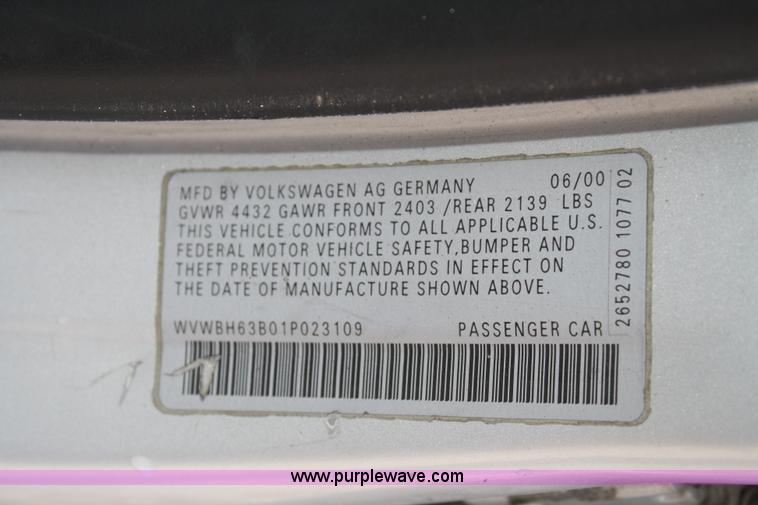 MFD BY VOLKSWAGEN AG GERMANY 06/00
GVWR 4432 GAWR FRONT 2403 /REAR 2139 LBS
THIS VEHICLE CONFORMS TO ALL APPLICABLE U.S.
FEDERAL MOTOR VEHICLE SAFETY,BUMPER AND
THEFT PREVENTION STANDARDS IN EFFECT ON
THE DATE OF MANUFACTURE SHOWN ABOVE.
WVWBH63B01P023109 PASSENGER CAR
2652780 1077 02
www.purplewave.com